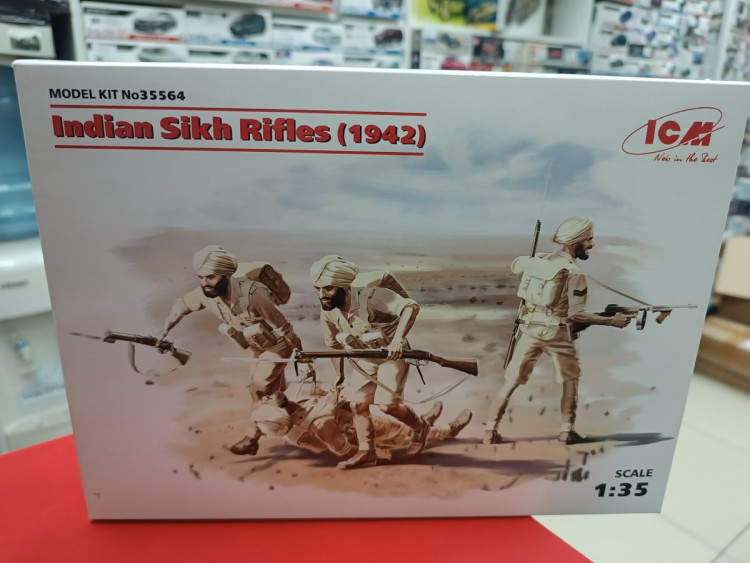 MODEL KIT No35564
Indian Sikh Rifles (1942)
ICM
SCALE
1:35